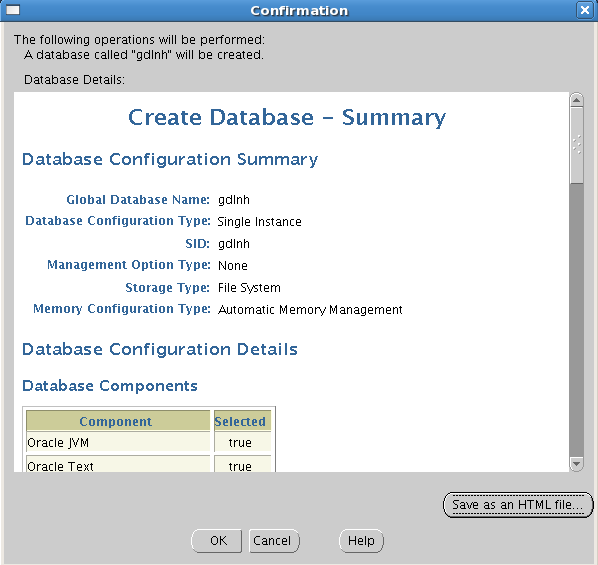 Confirmation
The following operations will be performed:
A database called "gdlnh" will be created.
Database Details:
Create Database – Summary
Database Configuration Summary
Global Database Name: gdlnh
Database Configuration Type: Single Instance
SID: gdlnh
Management Option Type: None
Storage Type: File System
Memory Configuration Type: Automatic Memory Management
Database Configuration Details
Database Components
Component Selected
Oracle JVM true
Oracle Text true
Save as an HTML file...
OK Cancel Help